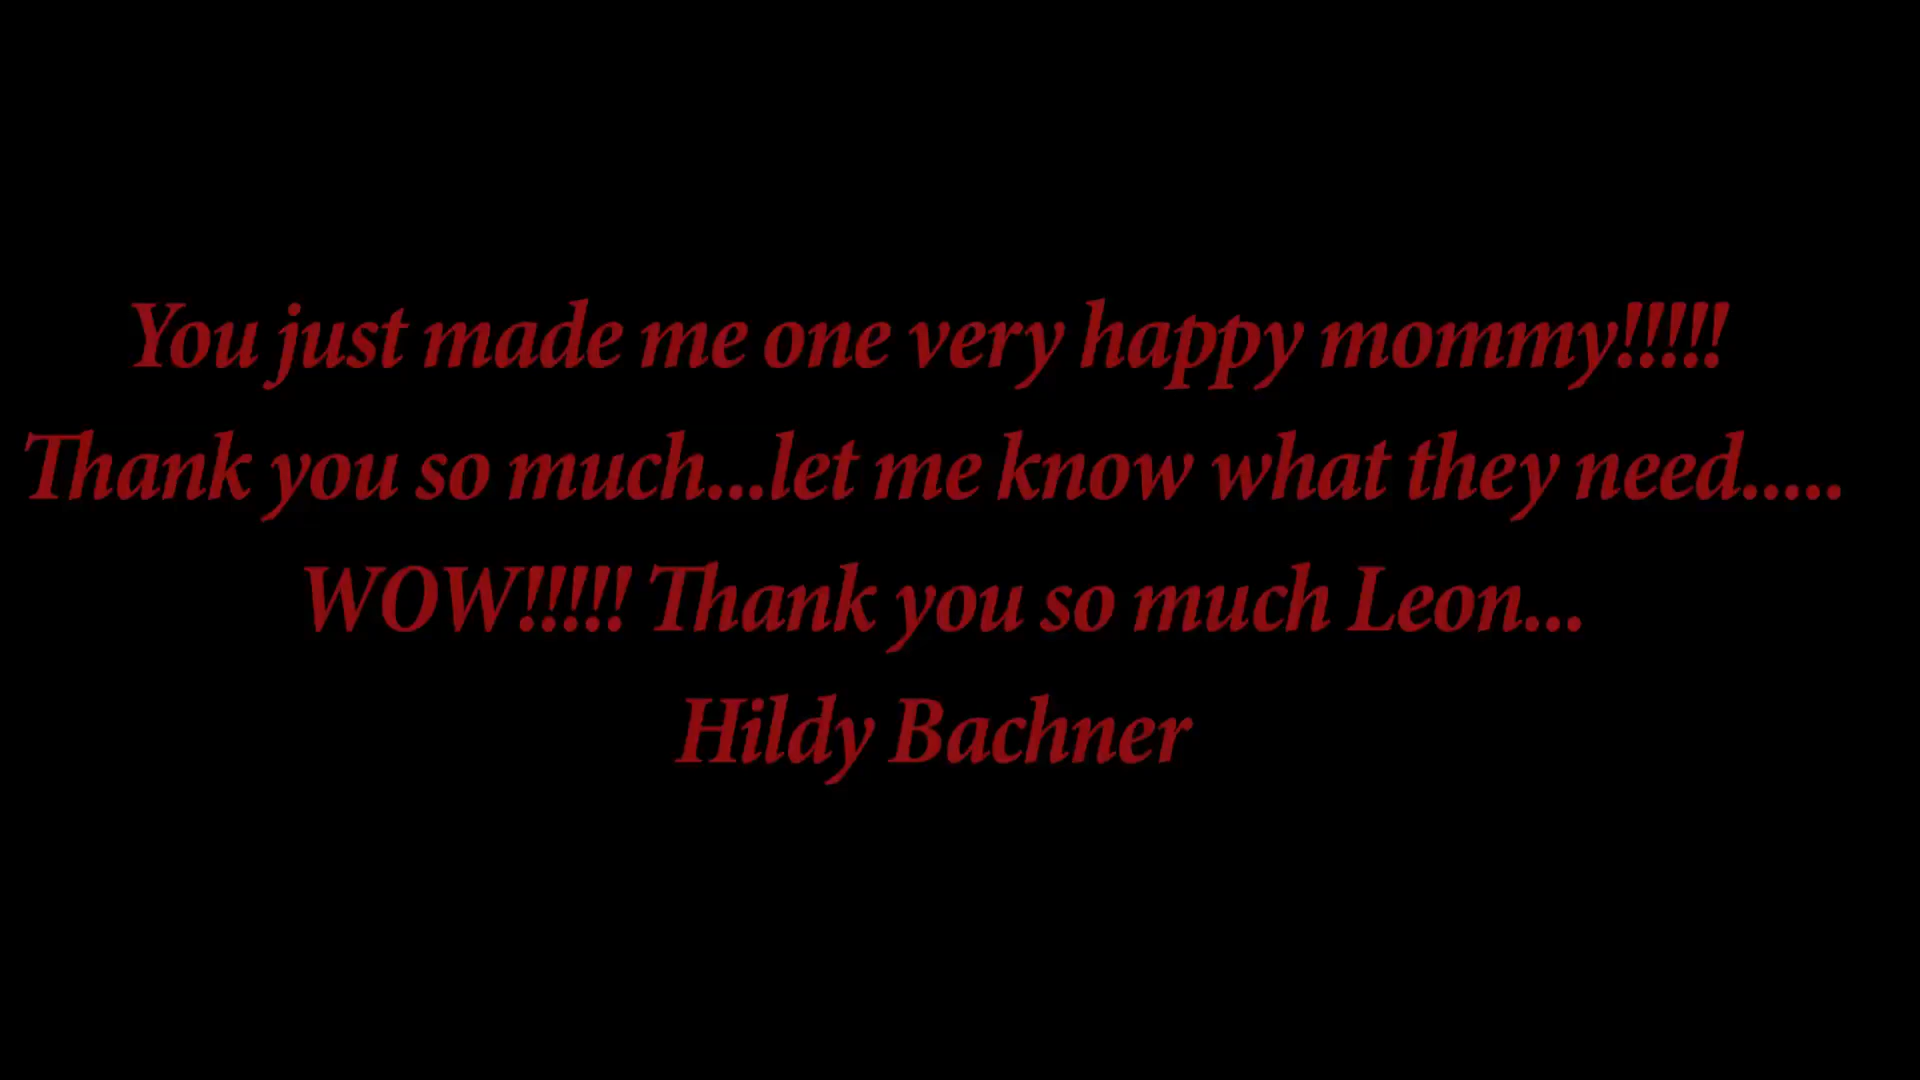 You just made me one very happy mommy!!!!!
Thank you so much...let me know what they need.....
WOW!!!!! Thank you so much Leon...
Hildy Bachner